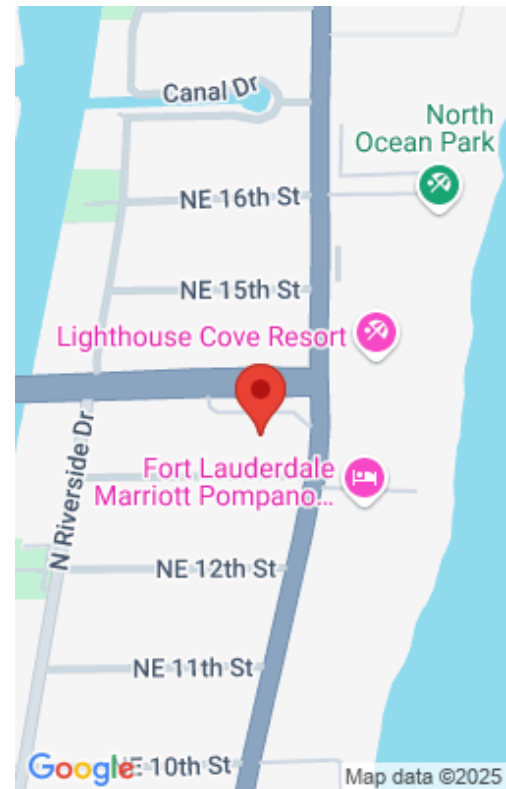 Canal Dr
North
Ocean Park
NE 16th St
NE 15th St
Lighthouse Cove Resort
N Riverside Dr
Fort Lauderdale
Marriott Pompano...
NE 12th St
NE 11th St
NE 10th St
Google
Map data ©2025